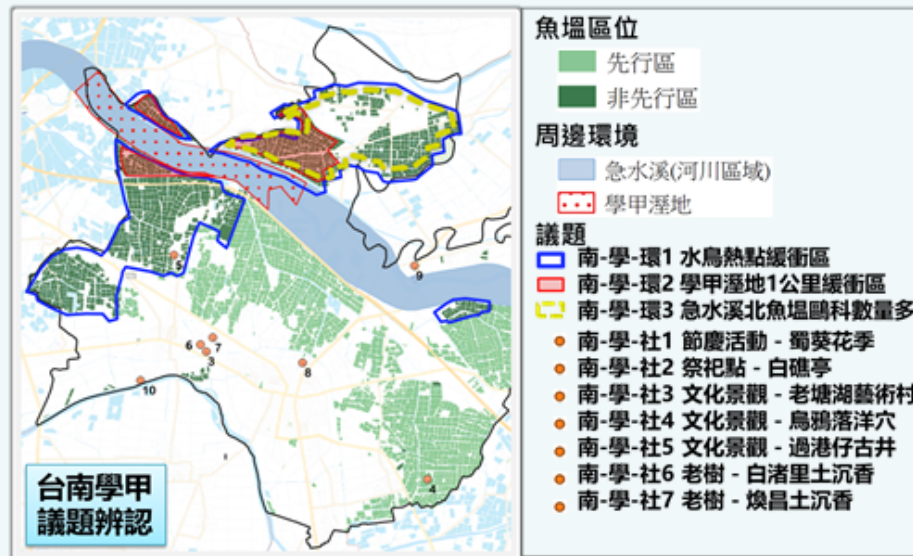 5
9
6
7
3
8
10
4
台南學甲
議題辨認
魚塭區位
先行區
非先行區
周邊環境
急水溪(河川區域)
學甲溼地
議題
南-學-環1 水鳥熱點緩衝區
南-學-環2 學甲溼地1公里緩衝區
南-學-環3 急水溪北魚塭鷗科數量多
南-學-社1 節慶活動 - 蜀葵花季
南-學-社2 祭祀點 - 白礁亭
南-學-社3 文化景觀 - 老塘湖藝術村
南-學-社4 文化景觀 - 烏鴉落洋穴
南-學-社5 文化景觀 - 過港仔古井
南-學-社6 老樹 - 白渚里土沉香
南-學-社7 老樹 - 煥昌土沉香